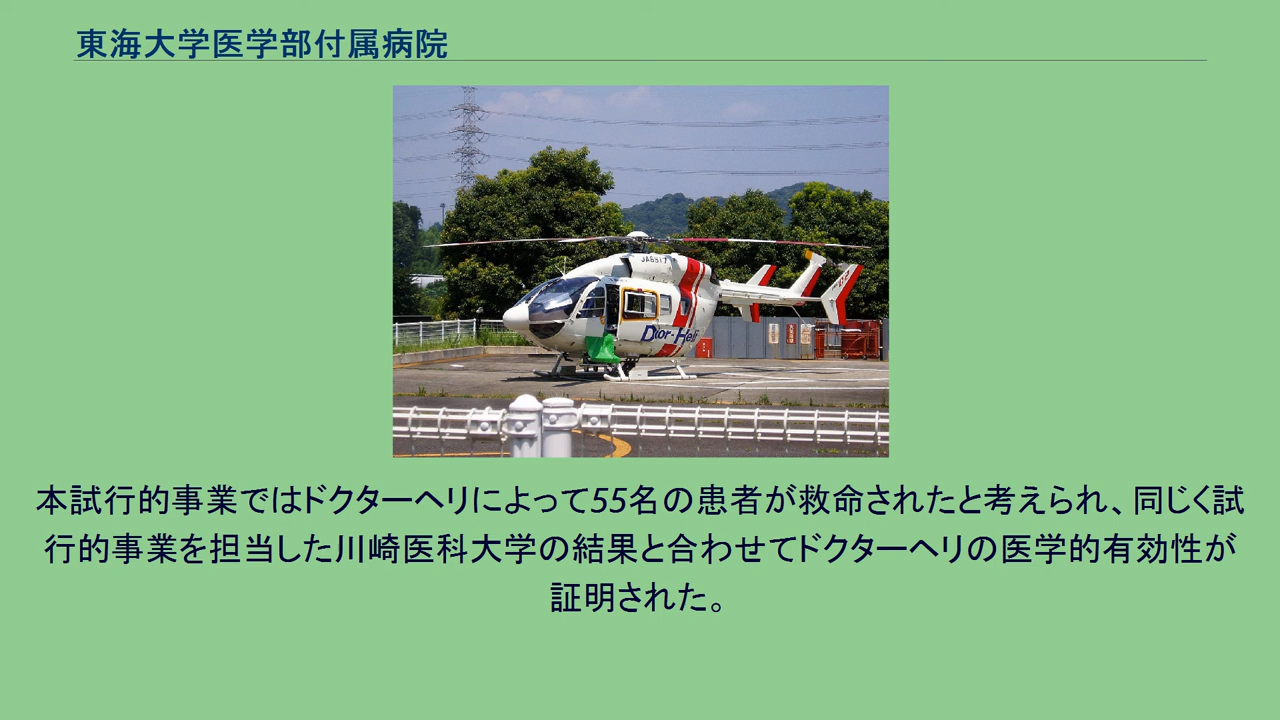 東海大学医学部付属病院
JA6517
Dtor-Heli
本試行的事業ではドクターヘリによって55名の患者が救命されたと考えられ、同じく試
行的事業を担当した川崎医科大学の結果と合わせてドクターヘリの医学的有効性が
証明された。